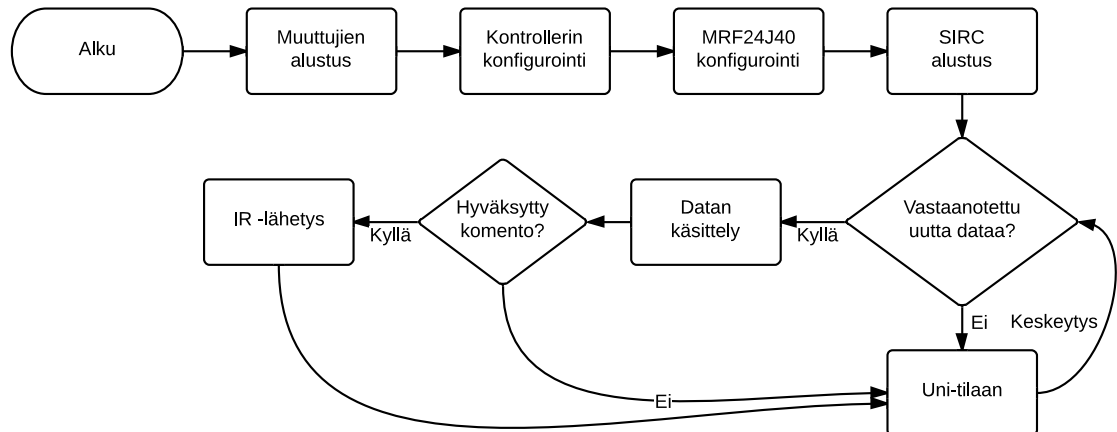 Alku
Muuttujien
alustus
Kontrollerin
konfigurointi
MRF24J40
konfigurointi
SIRC
alustus
IR -lähetys
Kyllä
Hyväksytty
komento?
Datan
käsittely
Kyllä
Vastaanotettu
uutta dataa?
Ei
Keskeytys
Ei
Uni-tilaan